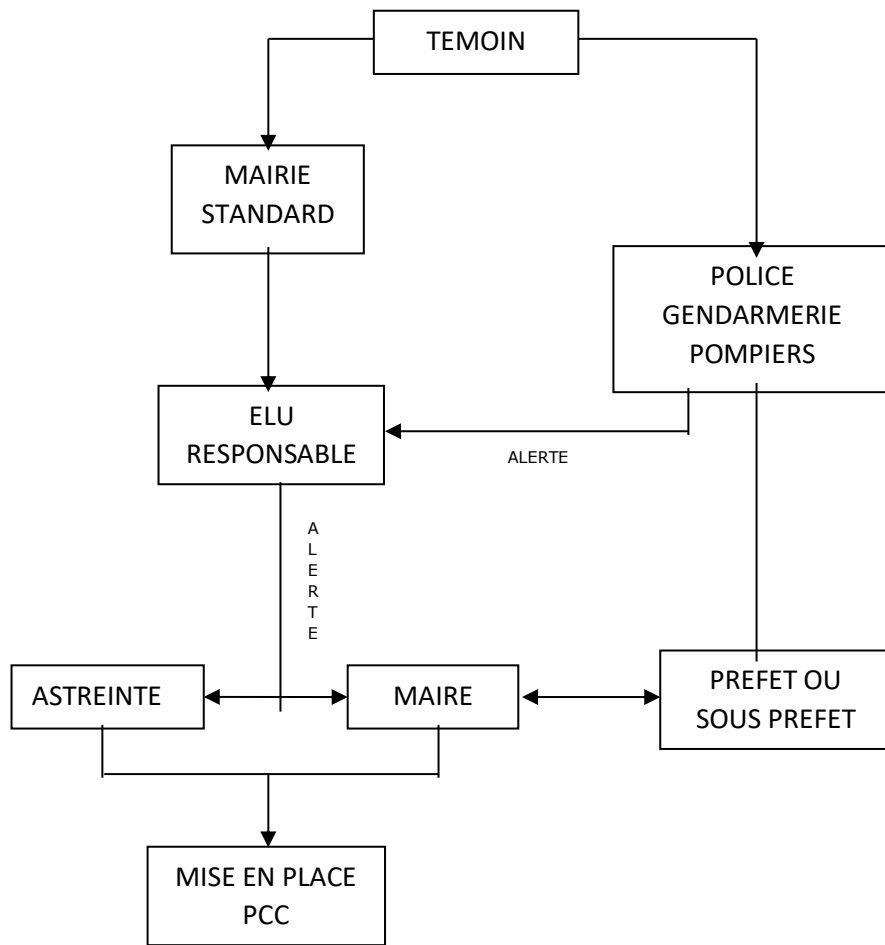 TEMOIN
MAIRIE
STANDARD
POLICE
GENDARMERIE
POMPIERS
ELU
RESPONSABLE
ALERTE
A
L
E
R
T
E
ASTREINTE
MAIRE
PREFET OU
SOUS PREFET
MISE EN PLACE
PCC